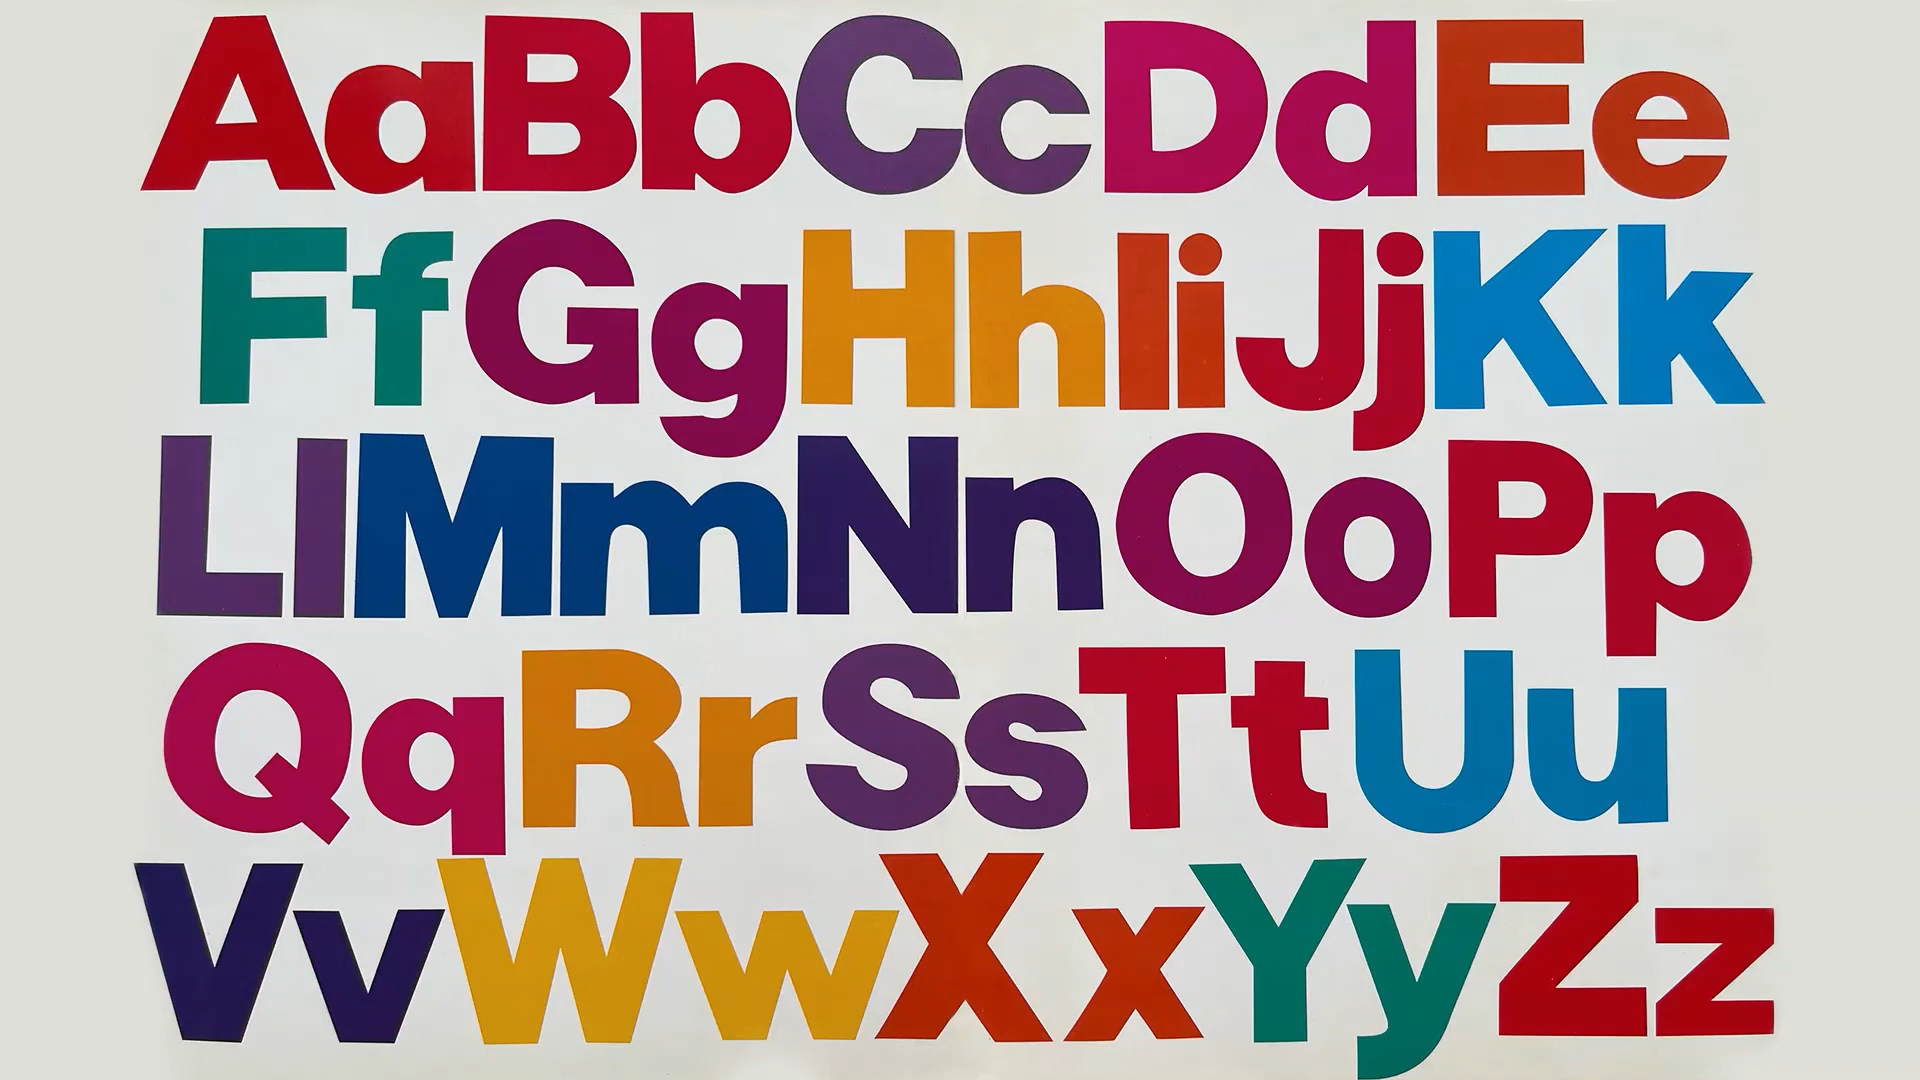 AaBbCcDdEe
FfGgHhIiJjKk
LlMmNnOoPp
QqRrSsTtUu
VvWwXxYyZz